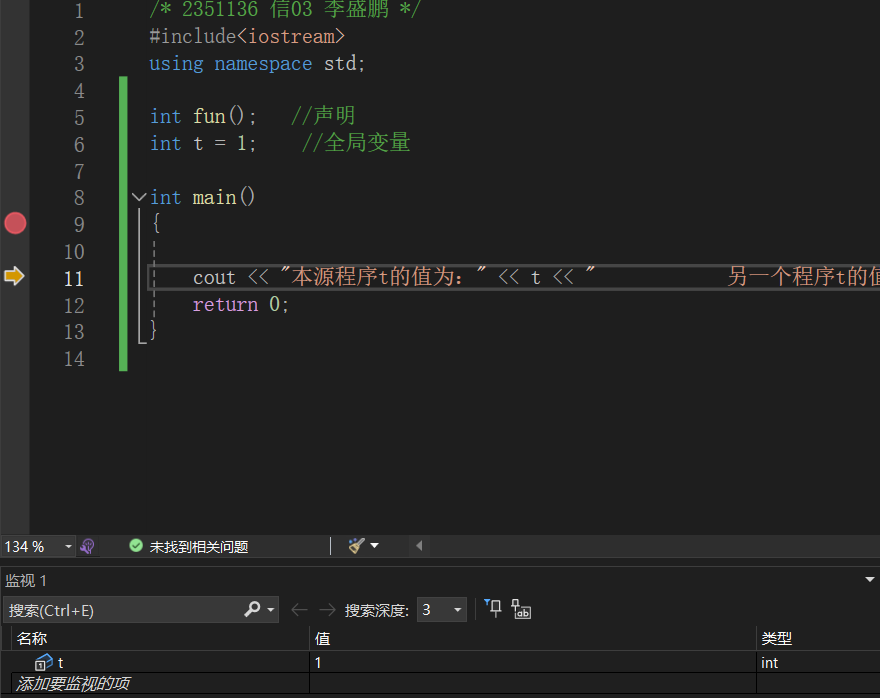 1 /* 2351136 信03 李盛鹏 */
2 #include<iostream>
3 using namespace std;
4
5 int fun(); //声明
6 int t = 1; //全局变量
7
8 int main()
9 {
10
11 cout << "本源程序t的值为：" << t << " 另一个程序t的值
12 return 0;
13 }
14
134 % 未找到相关问题
监视 1
搜索(Ctrl+E) 搜索深度: 3
名称 值 类型
t 1 int
添加要监视的项